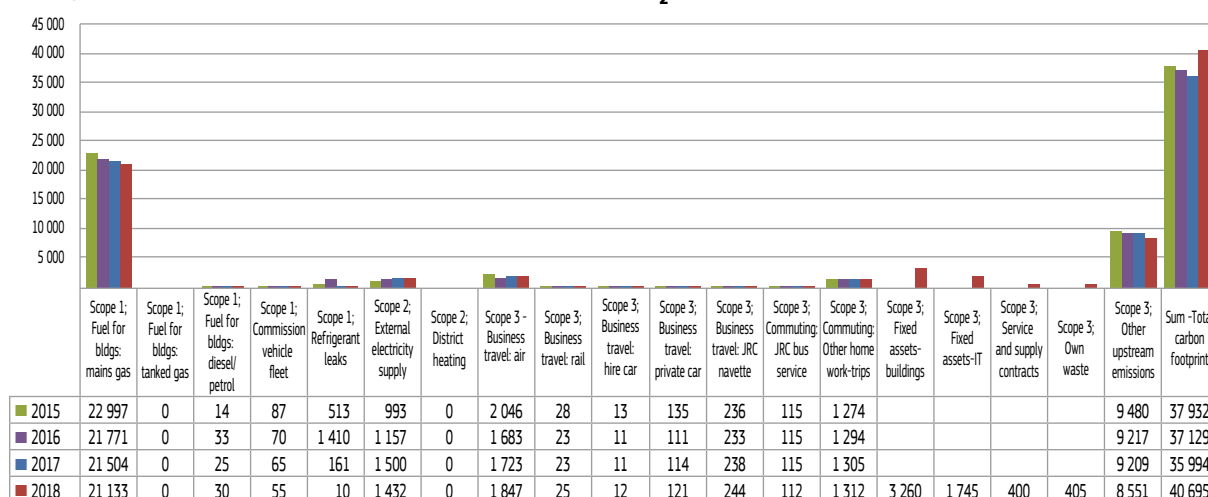 2
45 000
40 000
35 000
30 000
25 000
20 000
15 000
10 000
5 000
Scope 1; Fuel for bldgs: mains gas
Scope 1; Fuel for bldgs: tanked gas
Scope 1; Fuel for bldgs: diesel/ petrol
Scope 1; Commission vehicle fleet
Scope 1; Refrigerant leaks
Scope 2; External electricity supply
Scope 2; District heating
Scope 3 - Business travel: air
Scope 3; Business travel: rail
Scope 3; Business travel: hire car
Scope 3; Business travel: private car
Scope 3; Business travel: JRC navette
Scope 3; Commuting: JRC bus service
Scope 3; Commuting: Other home work-trips
Scope 3; Fixed assets- buildings
Scope 3; Fixed assets-IT
Scope 3; Service and supply contracts
Scope 3; Own waste
Scope 3; Other upstream emissions
Sum -Total carbon footprint
2015 22 997 0 14 87 513 993 0 2 046 28 13 135 236 115 1 274 9 480 37 932
2016 21 771 0 33 70 1 410 1 157 0 1 683 23 11 111 233 115 1 294 9 217 37 129
2017 21 504 0 25 65 161 1 500 0 1 723 23 11 114 238 115 1 305 9 209 35 994
2018 21 133 0 30 55 10 1 432 0 1 847 25 12 121 244 112 1 312 3 260 1 745 400 405 8 551 40 695